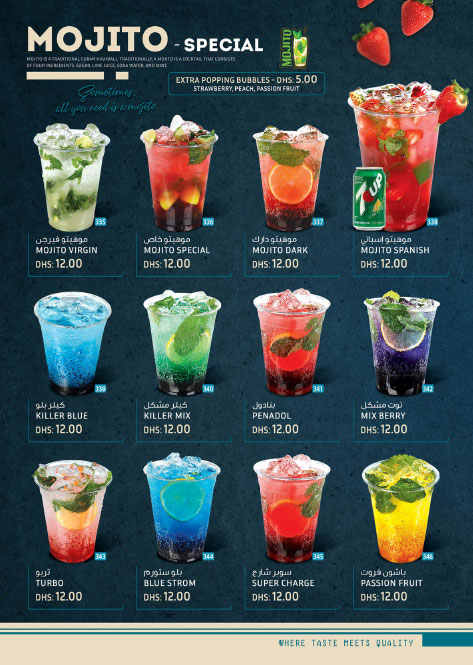 MOJITO - SPECIAL
MOJITO IS A TRADITIONAL CUBAN HIGHBALL. TRADITIONALLY, A MOJITO IS A COCKTAIL THAT CONSISTS
OF FOUR INGREDIENTS: SUGAR, LIME JUICE, SODA WATER, AND MINT.
MOJITO
EXTRA POPPING BUBBLES - DHS: 5.00
STRAWBERRY, PEACH, PASSION FRUIT
Sometimes,
all you need is a mojito
7UP
335
336
337
338
موهيتو فيرجن
MOJITO VIRGIN
DHS: 12.00
موهيتو خاص
MOJITO SPECIAL
DHS: 12.00
موهيتو دارك
MOJITO DARK
DHS: 12.00
موهيتو إسباني
MOJITO SPANISH
DHS: 12.00
339
340
341
342
كيلر بلو
KILLER BLUE
DHS: 12.00
كيلر مشكل
KILLER MIX
DHS: 12.00
بنادول
PENADOL
DHS: 12.00
توت مشكل
MIX BERRY
DHS: 12.00
343
344
345
346
تربو
TURBO
DHS: 12.00
بلو ستورم
BLUE STROM
DHS: 12.00
سوبر شارج
SUPER CHARGE
DHS: 12.00
باشون فروت
PASSION FRUIT
DHS: 12.00
WHERE TASTE MEETS QUALITY